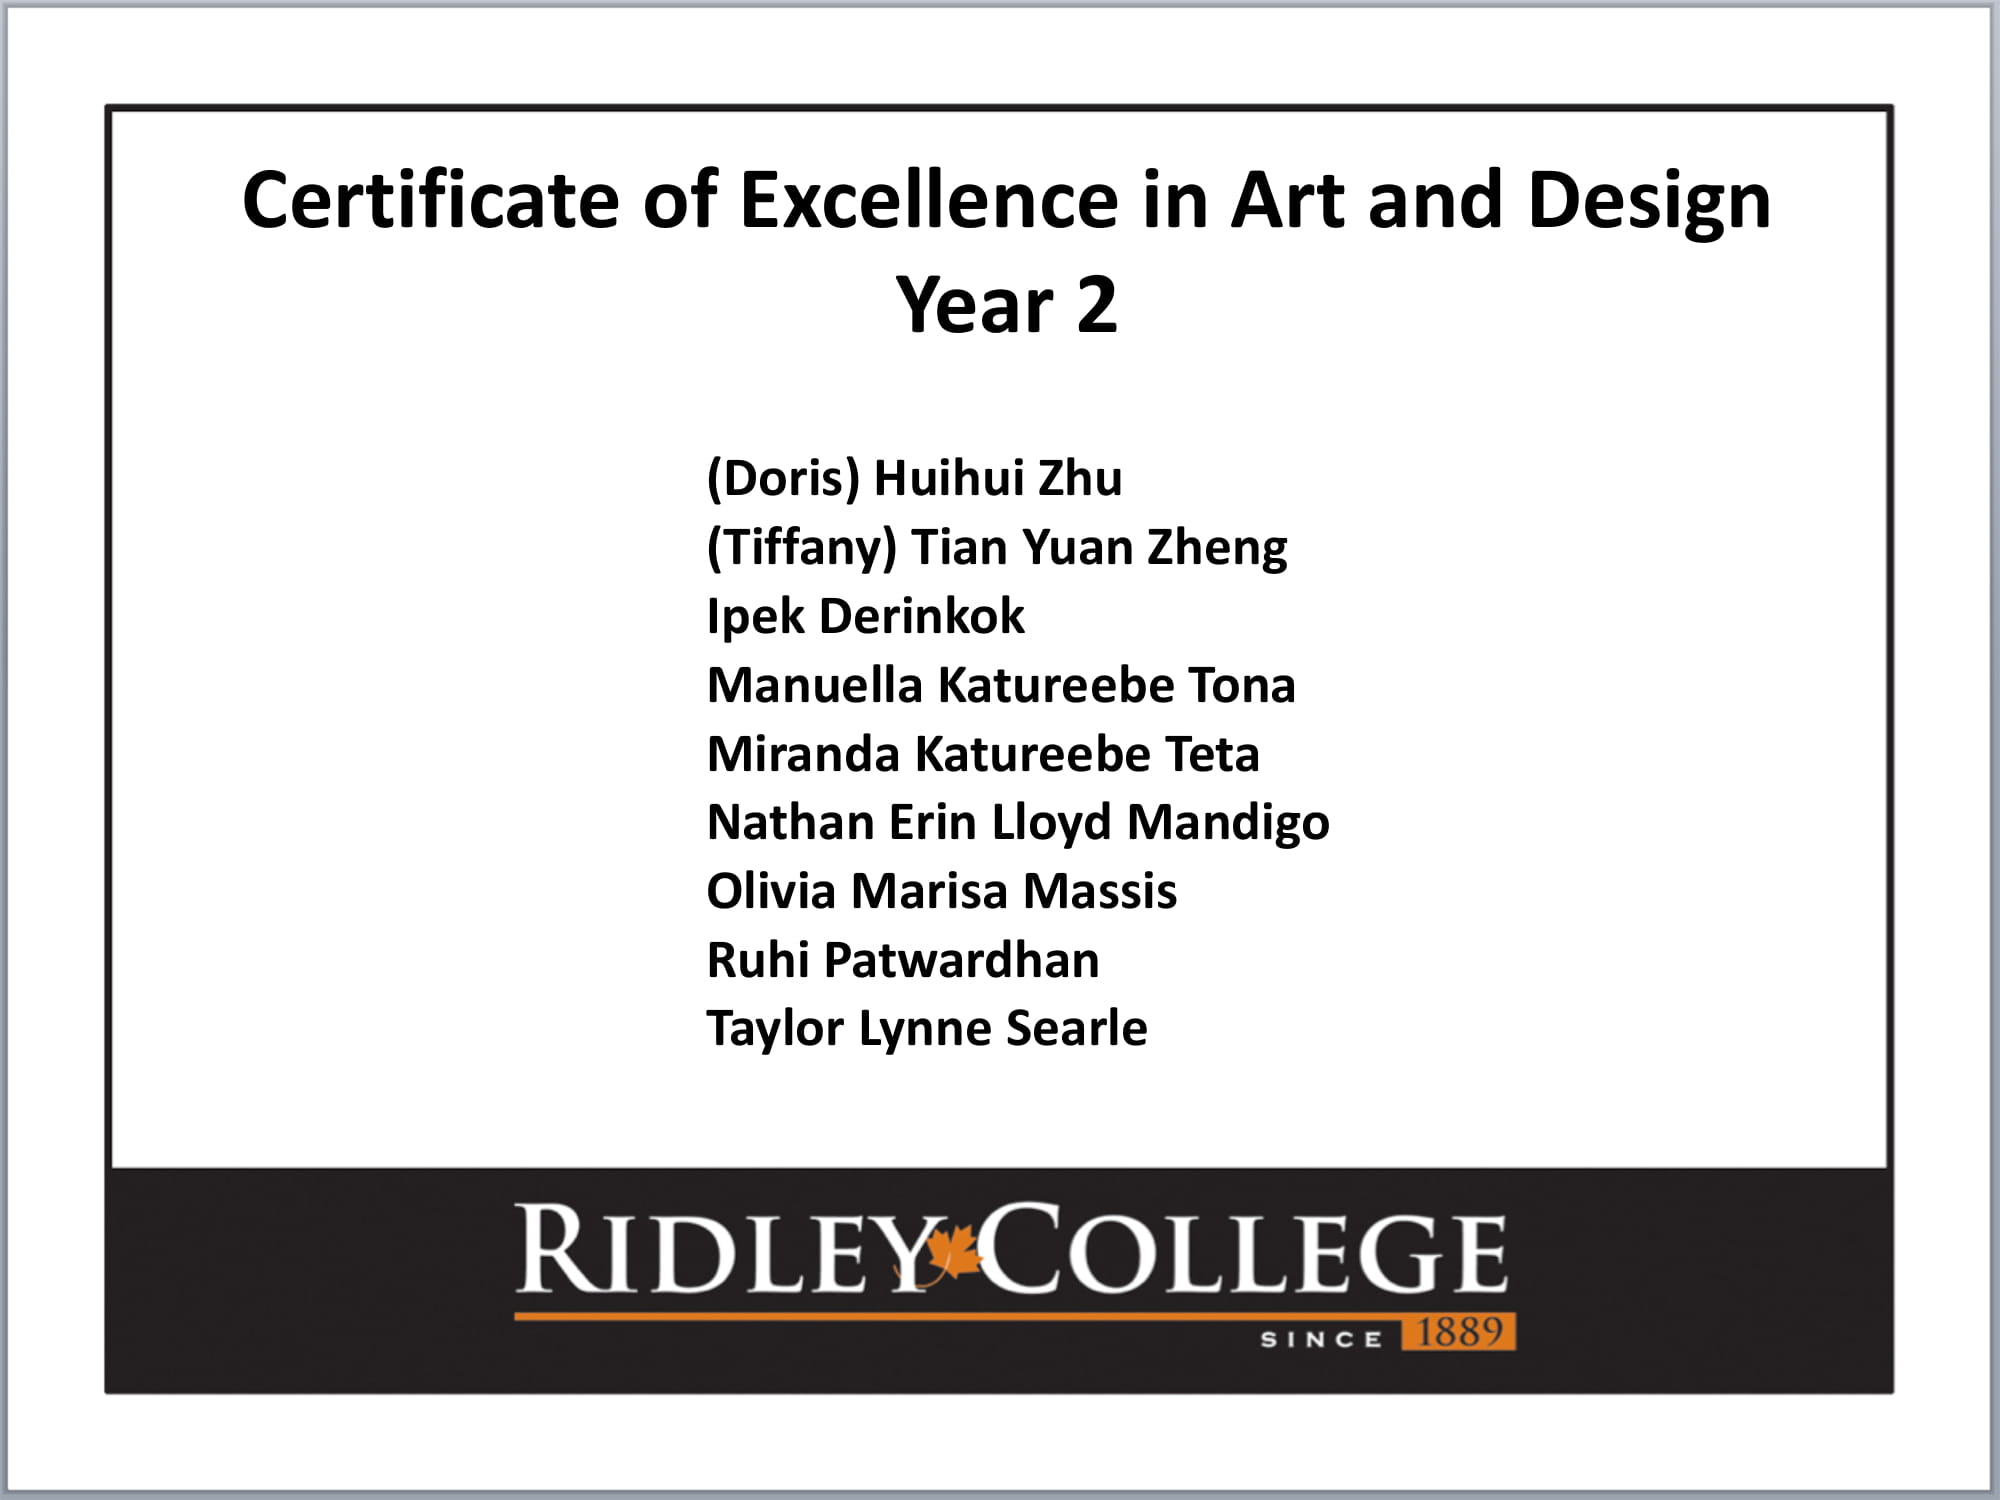 Certificate of Excellence in Art and Design
Year 2
(Doris) Huihui Zhu
(Tiffany) Tian Yuan Zheng
Ipek Derinkok
Manuella Katureebe Tona
Miranda Katureebe Teta
Nathan Erin Lloyd Mandigo
Olivia Marisa Massis
Ruhi Patwardhan
Taylor Lynne Searle
RIDLEY COLLEGE
SINCE 1889